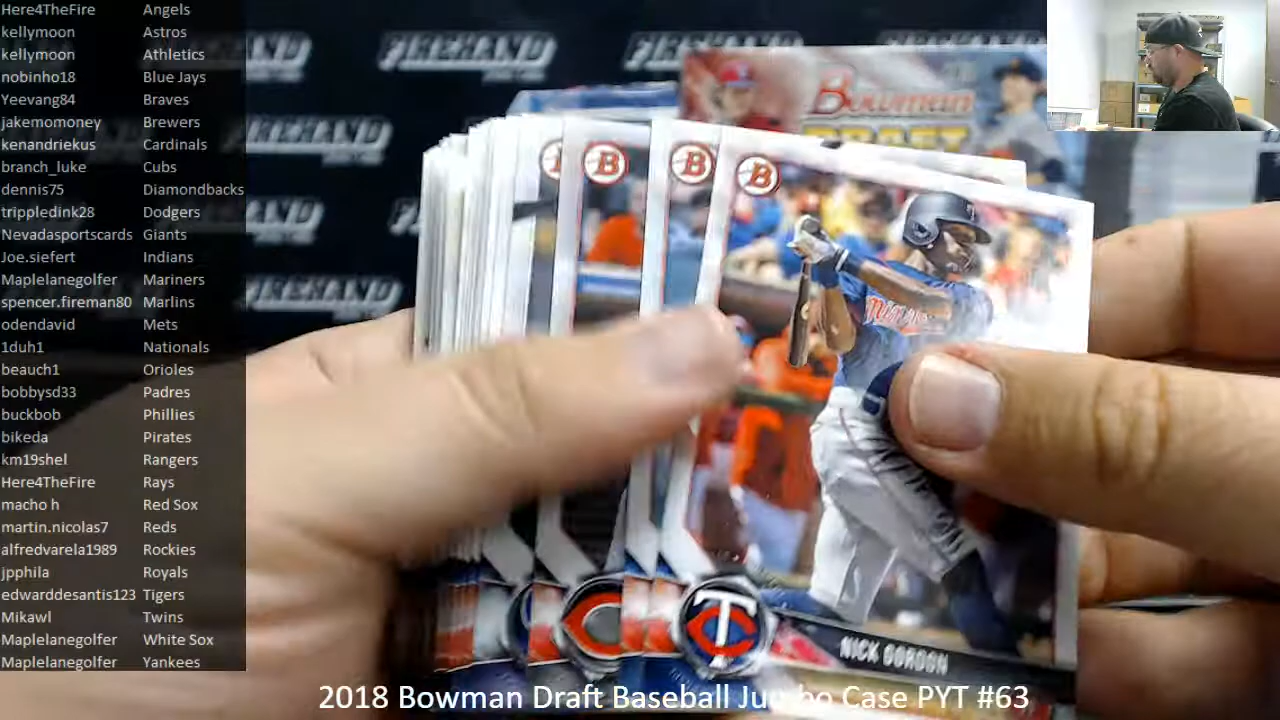 Here4TheFire Angels
kellymoon Astros
kellymoon Athletics
nobinho18 Blue Jays
Yeevang84 Braves
jakemomoney Brewers
kenandriekus Cardinals
branch_luke Cubs
dennis75 Diamondbacks
trippledink28 Dodgers
Nevadasportscards Giants
Joe.siefert Indians
Maplelanegolfer Mariners
spencer.fireman80 Marlins
odendavid Mets
1duh1 Nationals
beauch1 Orioles
bobbysd33 Padres
buckbob Phillies
bikeda Pirates
km19shel Rangers
Here4TheFire Rays
macho h Red Sox
martin.nicolas7 Reds
alfredvarela1989 Rockies
jpphila Royals
edwarddesantis123 Tigers
Mikawl Twins
Maplelanegolfer White Sox
Maplelanegolfer Yankees
FIREHAND FIREHAND
FIREHAND
Bowman
DRAFT
B B B
C TC
NICK GORDON
2018 Bowman Draft Baseball Jumbo Case PYT #63